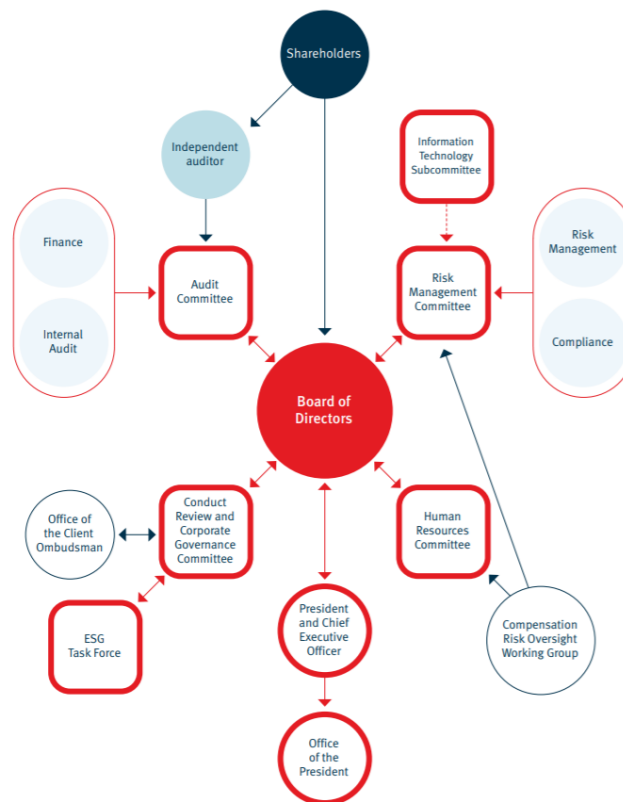 Shareholders
Independent
auditor
Information
Technology
Subcommittee
Finance
Internal
Audit
Audit
Committee
Risk
Management
Committee
Risk
Management
Compliance
Board of
Directors
Office of
the Client
Ombudsman
Conduct
Review and
Corporate
Governance
Committee
Human
Resources
Committee
ESG
Task Force
President
and Chief
Executive
Officer
Compensation
Risk Oversight
Working Group
Office
of the
President